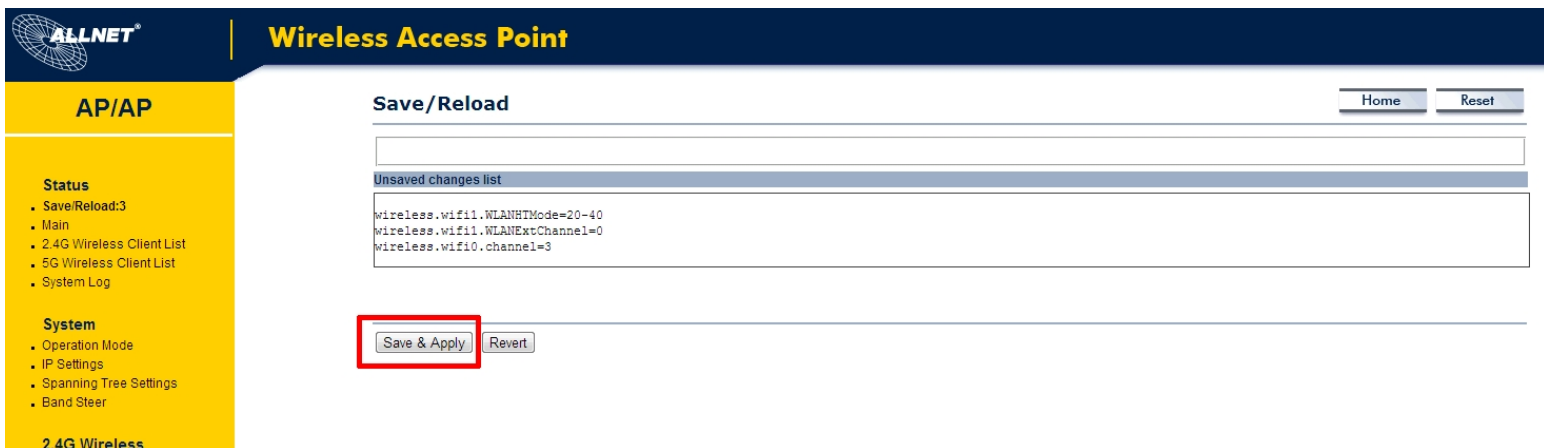 ALLNET®
Wireless Access Point
AP/AP
Save/Reload
Home
Reset
Unsaved changes list
wireless.wifi1.WLANHTMode=20-40
wireless.wifi1.WLANExtChannel=0
wireless.wifi0.channel=3
Save & Apply
Revert
Status
Save/Reload:3
Main
2.4G Wireless Client List
5G Wireless Client List
System Log
System
Operation Mode
IP Settings
Spanning Tree Settings
Band Steer
2.4G Wireless